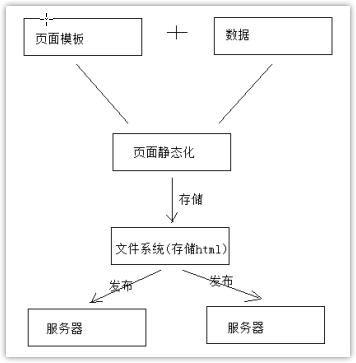 页面模板
数据
页面静态化
存储
文件系统(存储html)
发布
发布
服务器
服务器